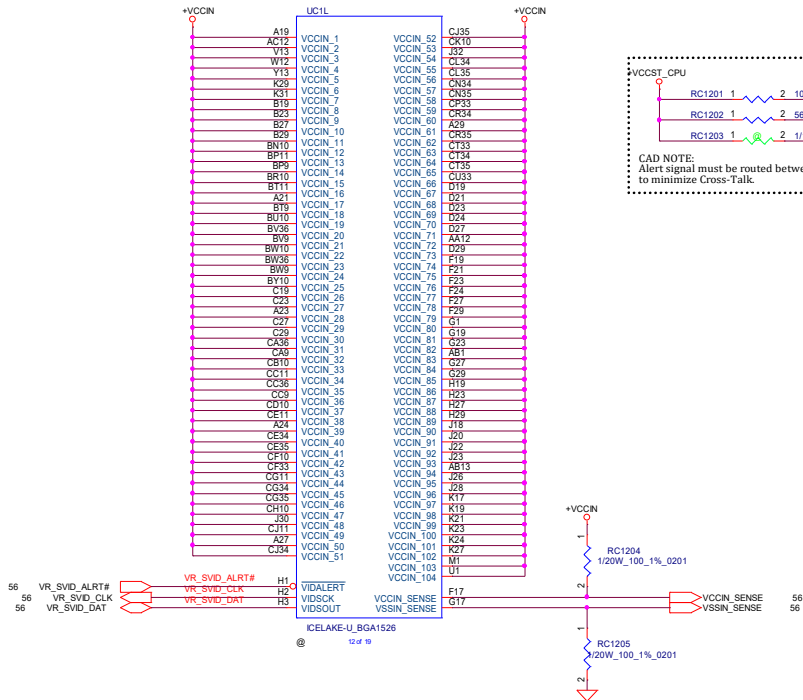 +VCCIN UC1L +VCCIN
A19 VCCIN_1 VCCIN_52 CJ35
AC12 VCCIN_2 VCCIN_53 CK10
V13 VCCIN_3 VCCIN_54 J32
W12 VCCIN_4 VCCIN_55 CL34
Y13 VCCIN_5 VCCIN_56 CL35
K29 VCCIN_6 VCCIN_57 CN34
K31 VCCIN_7 VCCIN_58 CN35
B19 VCCIN_8 VCCIN_59 CP33
B23 VCCIN_9 VCCIN_60 CR34
B27 VCCIN_10 VCCIN_61 A29
B29 VCCIN_11 VCCIN_62 CR35
BN10 VCCIN_12 VCCIN_63 CT33
BP11 VCCIN_13 VCCIN_64 CT34
BP9 VCCIN_14 VCCIN_65 CT35
BR10 VCCIN_15 VCCIN_66 CU33
BT11 VCCIN_16 VCCIN_67 D19
A21 VCCIN_17 VCCIN_68 D21
BT9 VCCIN_18 VCCIN_69 D23
BU10 VCCIN_19 VCCIN_70 D24
BV36 VCCIN_20 VCCIN_71 D27
BV9 VCCIN_21 VCCIN_72 AA12
BW10 VCCIN_22 VCCIN_73 D29
BW36 VCCIN_23 VCCIN_74 F19
BW9 VCCIN_24 VCCIN_75 F21
BY10 VCCIN_25 VCCIN_76 F23
C19 VCCIN_26 VCCIN_77 F24
C23 VCCIN_27 VCCIN_78 F27
A23 VCCIN_28 VCCIN_79 F29
C27 VCCIN_29 VCCIN_80 G1
C29 VCCIN_30 VCCIN_81 G19
CA36 VCCIN_31 VCCIN_82 G23
CA9 VCCIN_32 VCCIN_83 AB1
CB10 VCCIN_33 VCCIN_84 G27
CC11 VCCIN_34 VCCIN_85 G29
CC36 VCCIN_35 VCCIN_86 H19
CC9 VCCIN_36 VCCIN_87 H23
CD10 VCCIN_37 VCCIN_88 H27
CE11 VCCIN_38 VCCIN_89 H29
A24 VCCIN_39 VCCIN_90 J18
CE34 VCCIN_40 VCCIN_91 J20
CE35 VCCIN_41 VCCIN_92 J22
CF10 VCCIN_42 VCCIN_93 J23
CF33 VCCIN_43 VCCIN_94 AB13
CG11 VCCIN_44 VCCIN_95 J26
CG34 VCCIN_45 VCCIN_96 J28
CG35 VCCIN_46 VCCIN_97 K17
CH10 VCCIN_47 VCCIN_98 K19
J30 VCCIN_48 VCCIN_99 K21
CJ11 VCCIN_49 VCCIN_100 K23
A27 VCCIN_50 VCCIN_101 K24
CJ34 VCCIN_51 VCCIN_102 K27
VCCIN_103 M1
VCCIN_104 U1
56 VR_SVID_ALRT# VR_SVID_ALRT# H1 VIDALERT
56 VR_SVID_CLK VR_SVID_CLK H2 VIDSCK VCCIN_SENSE F17 VCCIN_SENSE 56
56 VR_SVID_DAT VR_SVID_DAT H3 VIDSOUT VSSIN_SENSE G17 VSSIN_SENSE 56
ICELAKE-U_BGA1526
@ 12 of 19
+VCCST_CPU
RC1201 1 2 10
RC1202 1 2 56
RC1203 1 @ 2 1/
CAD NOTE:
Alert signal must be routed betwe
to minimize Cross-Talk.
+VCCIN
1
RC1204
1/20W_100_1%_0201
2
1
RC1205
1/20W_100_1%_0201
2